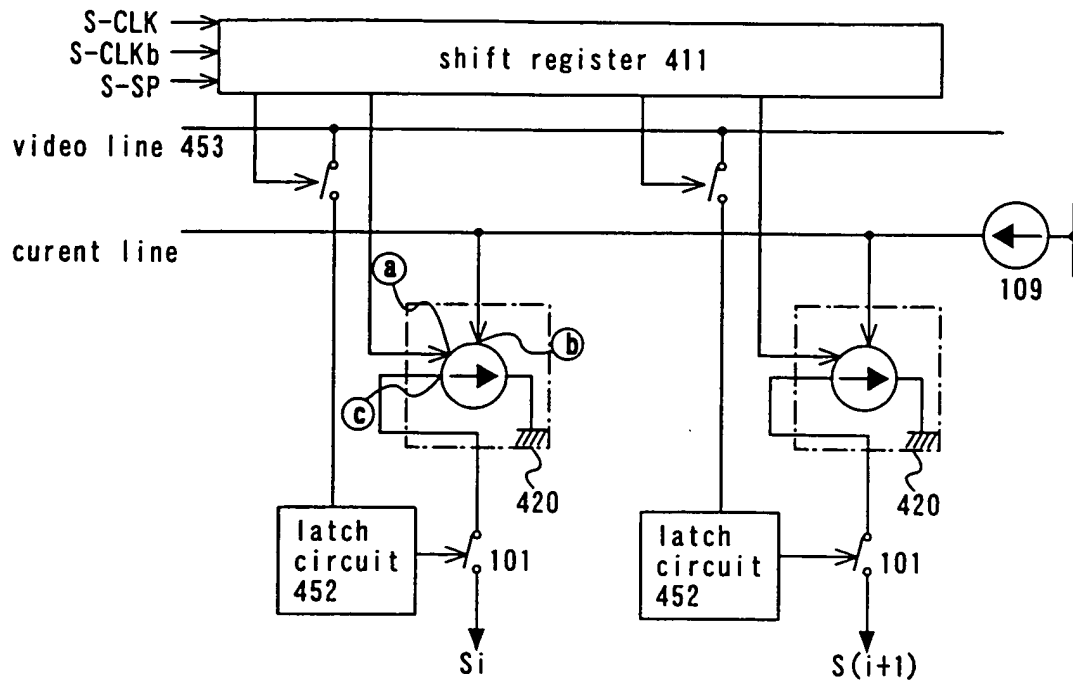 S-CLK
S-CLKb
S-SP
shift register 411
video line 453
curent line
109
a
b
c
420
420
latch
circuit
452
101
latch
circuit
452
101
Si
S(i+1)